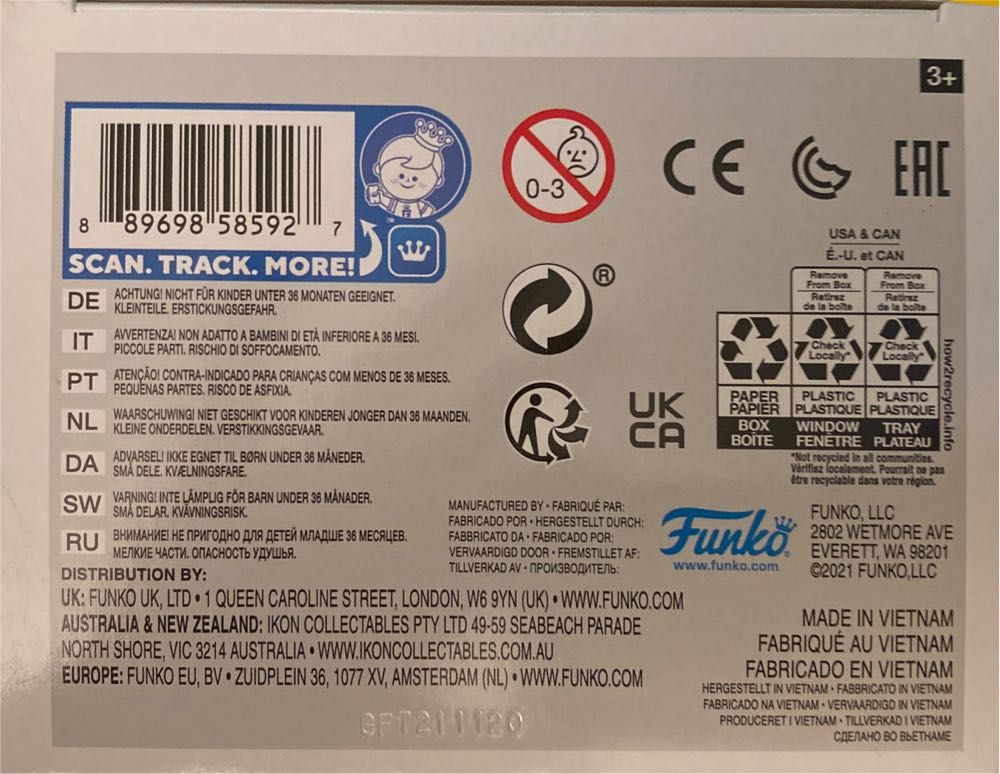 3+
8 89698 58592 7
™
SCAN. TRACK. MORE!
0-3
CE
EAC
®
UK
CA
USA & CAN
É.-U. et CAN
Remove
From Box
Retirez
de la boîte
Remove
From Box
Retirez
de la boîte
Check
Locally*
Check
Locally*
PAPER
PAPIER
BOX
BOÎTE
PLASTIC
PLASTIQUE
WINDOW
FENÊTRE
PLASTIC
PLASTIQUE
TRAY
PLATEAU
how2recycle.info
*Not recycled in all communities.
Vérifiez localement. Pourrait ne pas
être recyclable dans votre région.
DE ACHTUNG! NICHT FÜR KINDER UNTER 36 MONATEN GEEIGNET.
KLEINTEILE. ERSTICKUNGSGEFAHR.
IT AVVERTENZA! NON ADATTO A BAMBINI DI ETÀ INFERIORE A 36 MESI.
PICCOLE PARTI. RISCHIO DI SOFFOCAMENTO.
PT ATENÇÃO! CONTRA-INDICADO PARA CRIANÇAS COM MENOS DE 36 MESES.
PEQUENAS PARTES. RISCO DE ASFIXIA.
NL WAARSCHUWING! NIET GESCHIKT VOOR KINDEREN JONGER DAN 36 MAANDEN.
KLEINE ONDERDELEN. VERSTIKKINGSGEVAAR.
DA ADVARSEL! IKKE EGNET TIL BØRN UNDER 36 MÅNEDER.
SMÅ DELE. KVÆLNINGSFARE.
SW VARNING! INTE LÄMPLIG FÖR BARN UNDER 36 MÅNADER.
SMÅ DELAR. KVÄVNINGSRISK.
RU ВНИМАНИЕ! НЕ ПРИГОДНО ДЛЯ ДЕТЕЙ МЛАДШЕ 36 МЕСЯЦЕВ.
МЕЛКИЕ ЧАСТИ. ОПАСНОСТЬ УДУШЬЯ.
MANUFACTURED BY • FABRIQUÉ PAR:
FABRICADO POR • HERGESTELLT DURCH:
FABBRICATO DA • FABRICADO POR:
VERVAARDIGD DOOR • FREMSTILLET AF:
TILLVERKAD AV • ПРОИЗВОДИТЕЛЬ:
Funko®
www.funko.com
FUNKO, LLC
2802 WETMORE AVE
EVERETT, WA 98201
©2021 FUNKO,LLC
DISTRIBUTION BY:
UK: FUNKO UK, LTD • 1 QUEEN CAROLINE STREET, LONDON, W6 9YN (UK) • WWW.FUNKO.COM
AUSTRALIA & NEW ZEALAND: IKON COLLECTABLES PTY LTD 49-59 SEABEACH PARADE
NORTH SHORE, VIC 3214 AUSTRALIA • WWW.IKONCOLLECTABLES.COM.AU
EUROPE: FUNKO EU, BV • ZUIDPLEIN 36, 1077 XV, AMSTERDAM (NL) • WWW.FUNKO.COM
MADE IN VIETNAM
FABRIQUÉ AU VIETNAM
FABRICADO EN VIETNAM
HERGESTELLT IN VIETNAM • FABBRICATO IN VIETNAM
FABRICADO NA VIETNAM • VERVAARDIGD IN VIETNAM
PRODUCERET I VIETNAM • TILLVERKAD I VIETNAM
СДЕЛАНО ВО ВЬЕТНАМЕ
GFT211120